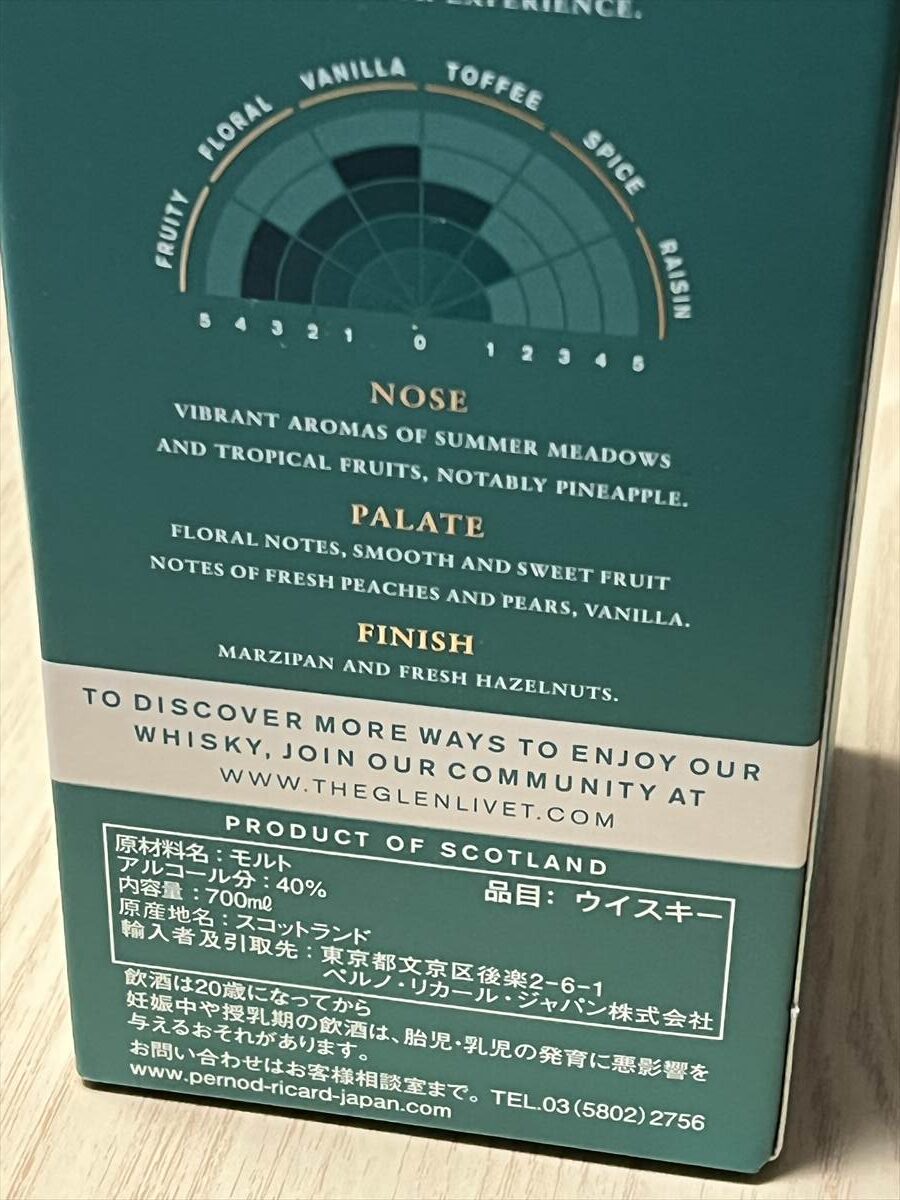 EXPERIENCE.
FRUITY
FLORAL
VANILLA
TOFFEE
SPICE
RAISIN
5 4 3 2 1 0 1 2 3 4 5
NOSE
VIBRANT AROMAS OF SUMMER MEADOWS
AND TROPICAL FRUITS, NOTABLY PINEAPPLE.
PALATE
FLORAL NOTES, SMOOTH AND SWEET FRUIT
NOTES OF FRESH PEACHES AND PEARS, VANILLA.
FINISH
MARZIPAN AND FRESH HAZELNUTS.
TO DISCOVER MORE WAYS TO ENJOY OUR
WHISKY, JOIN OUR COMMUNITY AT
WWW.THEGLENLIVET.COM
PRODUCT OF SCOTLAND
原材料名：モルト
アルコール分：40% 品目：ウイスキー
内容量：700mℓ
原産地名：スコットランド
輸入者及引取先：東京都文京区後楽2-6-1
ペルノ・リカール・ジャパン株式会社
飲酒は20歳になってから
妊娠中や授乳期の飲酒は、胎児・乳児の発育に悪影響を
与えるおそれがあります。
お問い合わせはお客様相談室まで。TEL.03(5802)2756
www.pernod-ricard-japan.com